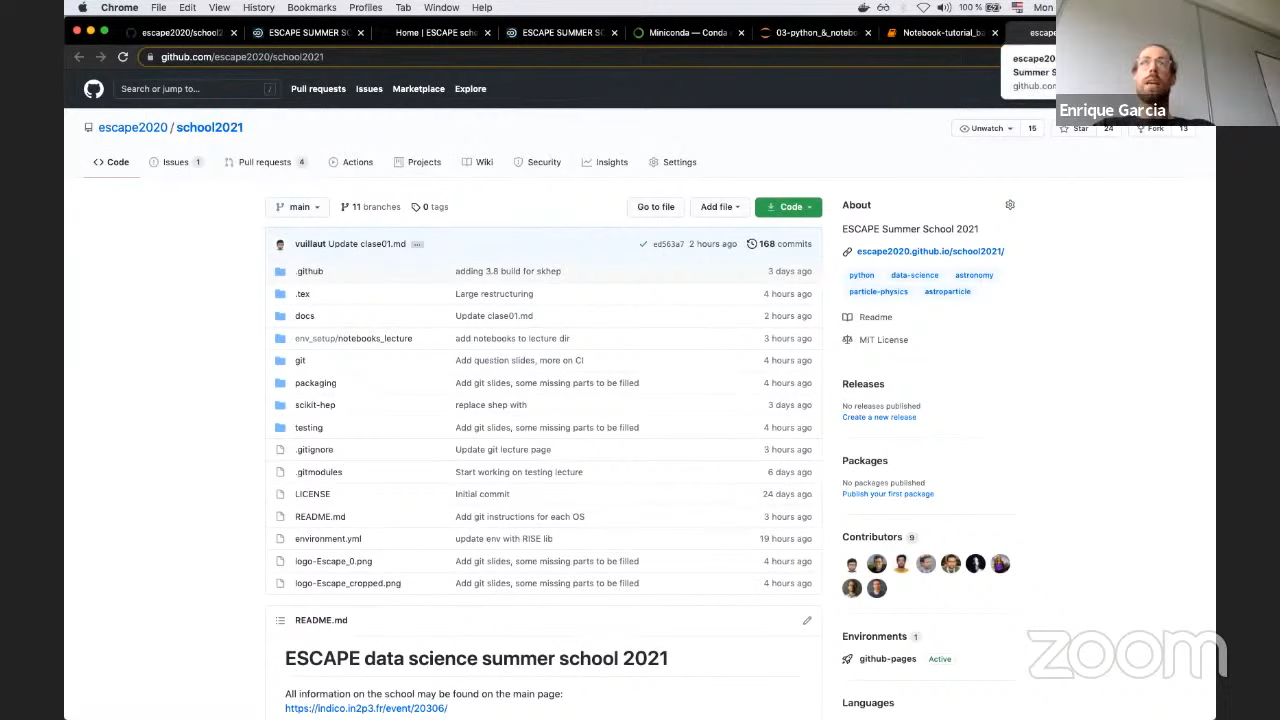 Chrome File Edit View History Bookmarks Profiles Tab Window Help 100 % Mon
escape2020/school2 ESCAPE SUMMER SC Home | ESCAPE sch ESCAPE SUMMER SC Miniconda — Conda 03-python_&_noteb Notebook-tutorial_ba escape
github.com/escape2020/school2021
escape20
Summer S
github.com
Enrique Garcia
Search or jump to... / Pull requests Issues Marketplace Explore
escape2020 / school2021
Unwatch 15 Star 24 Fork 13
Code Issues 1 Pull requests 4 Actions Projects Wiki Security Insights Settings
main 11 branches 0 tags Go to file Add file Code
vuillaut Update clase01.md ... ed563a7 2 hours ago 168 commits
.github adding 3.8 build for skhep 3 days ago
.tex Large restructuring 4 hours ago
docs Update clase01.md 2 hours ago
env_setup/notebooks_lecture add notebooks to lecture dir 3 hours ago
git Add question slides, more on CI 4 hours ago
packaging Add git slides, some missing parts to be filled 4 hours ago
scikit-hep replace shep with 3 days ago
testing Add git slides, some missing parts to be filled 4 hours ago
.gitignore Update git lecture page 3 hours ago
.gitmodules Start working on testing lecture 6 days ago
LICENSE Initial commit 24 days ago
README.md Add git instructions for each OS 3 hours ago
environment.yml update env with RISE lib 19 hours ago
logo-Escape_0.png Add git slides, some missing parts to be filled 4 hours ago
logo-Escape_cropped.png Add git slides, some missing parts to be filled 4 hours ago
README.md
ESCAPE data science summer school 2021
All information on the school may be found on the main page:
https://indico.in2p3.fr/event/20306/
About
ESCAPE Summer School 2021
escape2020.github.io/school2021/
python data-science astronomy
particle-physics astroparticle
Readme
MIT License
Releases
No releases published
Create a new release
Packages
No packages published
Publish your first package
Contributors 9
Environments 1
github-pages Active
Languages
zoom